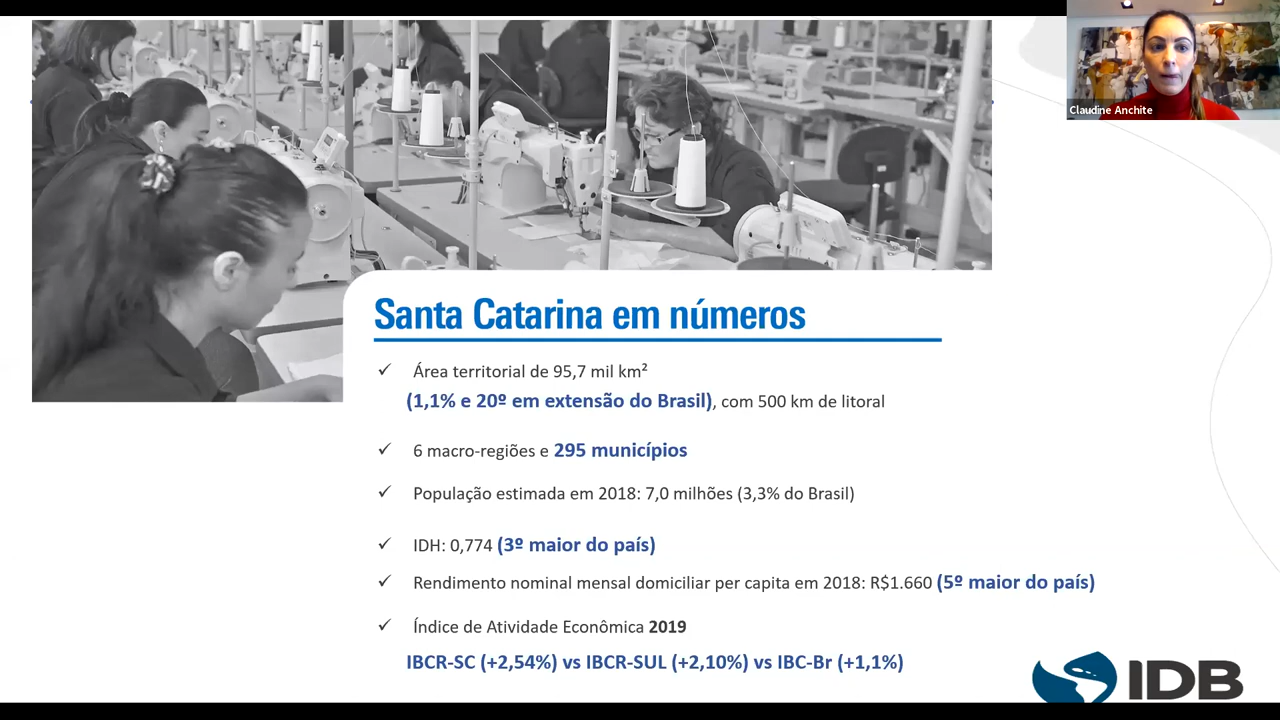 Claudine Anchite
Santa Catarina em números
✓ Área territorial de 95,7 mil km²
(1,1% e 20º em extensão do Brasil), com 500 km de litoral
✓ 6 macro-regiões e 295 municípios
✓ População estimada em 2018: 7,0 milhões (3,3% do Brasil)
✓ IDH: 0,774 (3º maior do país)
✓ Rendimento nominal mensal domiciliar per capita em 2018: R$1.660 (5º maior do país)
✓ Índice de Atividade Econômica 2019
IBCR-SC (+2,54%) vs IBCR-SUL (+2,10%) vs IBC-Br (+1,1%)
IDB